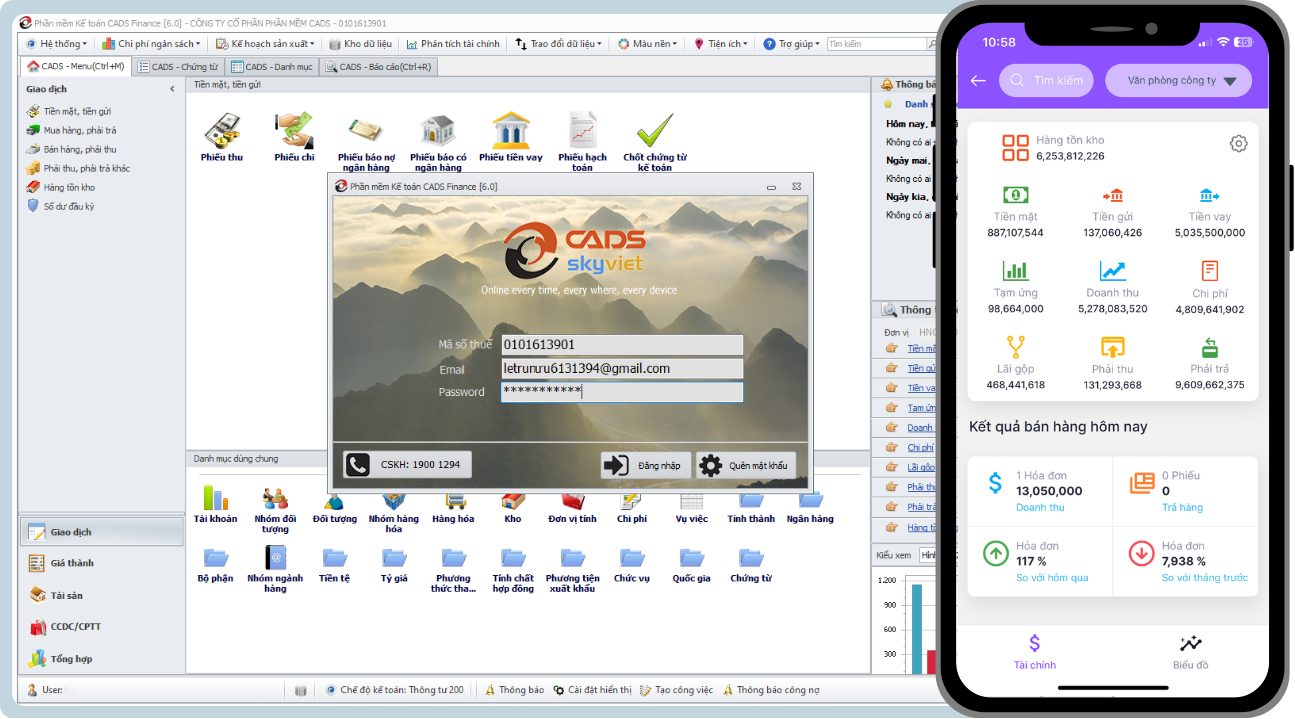 Phần mềm Kế toán CADS Finance [6.0] - CÔNG TY CỔ PHẦN PHẦN MỀM CADS - 0101613901
Hệ thống
Chi phí ngân sách
Kế hoạch sản xuất
Kho dữ liệu
Phân tích tài chính
Trao đổi dữ liệu
Màu nền
Tiện ích
Trợ giúp
Tìm kiếm
CADS - Menu(Ctrl+M)
CADS - Chứng từ
CADS - Danh mục
CADS - Báo cáo(Ctrl+R)
Giao dịch
Tiền mặt, tiền gửi
Mua hàng, phải trả
Bán hàng, phải thu
Phải thu, phải trả khác
Hàng tồn kho
Số dư đầu kỳ
Giao dịch
Giá thành
Tài sản
CCDC/CPTT
Tổng hợp
Tiền mặt, tiền gửi
Phiếu thu
Phiếu chi
Phiếu báo nợ
ngân hàng
Phiếu báo có
ngân hàng
Phiếu tiền vay
Phiếu hạch
toán
Chốt chứng từ
kế toán
Phần mềm Kế toán CADS Finance [6.0]
CADS
skyviet
Online every time, every where, every device
Mã số thuế
0101613901
Email
letrunru6131394@gmail.com
Password
***********
CSKH: 1900 1294
Đăng nhập
Quên mật khẩu
Danh mục dùng chung
Tài khoản
Nhóm đối
tượng
Đối tượng
Nhóm hàng
hóa
Hàng hóa
Kho
Đơn vị tính
Chi phí
Vụ việc
Tỉnh thành
Ngân hàng
Bộ phận
Nhóm ngành
hàng
Tiền tệ
Tỷ giá
Phương
thức tha...
Tính chất
hợp đồng
Phương tiện
xuất khẩu
Chức vụ
Quốc gia
Chứng từ
Thông
Danh
Hôm nay,
Không có ai
Ngày mai,
Không có ai
Ngày kia,
Không có ai
Thông
Đơn vị
Tiền
Tiền
Tiền
Tạm
Doanh
Chi phí
Lãi gộp
Phải
Phải
Hàng
Kiểu xem
1.200
900
600
300
User:
Chế độ kế toán: Thông tư 200
Thông báo
Cài đặt hiển thị
Tạo công việc
Thông báo công nợ
10:58
25
Tìm kiếm
Văn phòng công ty
Hàng tồn kho
6,253,812,226
Tiền mặt
887,107,544
Tiền gửi
137,060,426
Tiền vay
5,035,500,000
Tạm ứng
98,664,000
Doanh thu
5,278,083,520
Chi phí
4,809,641,902
Lãi gộp
468,441,618
Phải thu
131,293,668
Phải trả
9,609,662,375
Kết quả bán hàng hôm nay
1 Hóa đơn
13,050,000
Doanh thu
0 Phiếu
0
Trả hàng
Hóa đơn
117 %
So với hôm qua
Hóa đơn
7,938 %
So với tháng trước
Tài chính
Biểu đồ